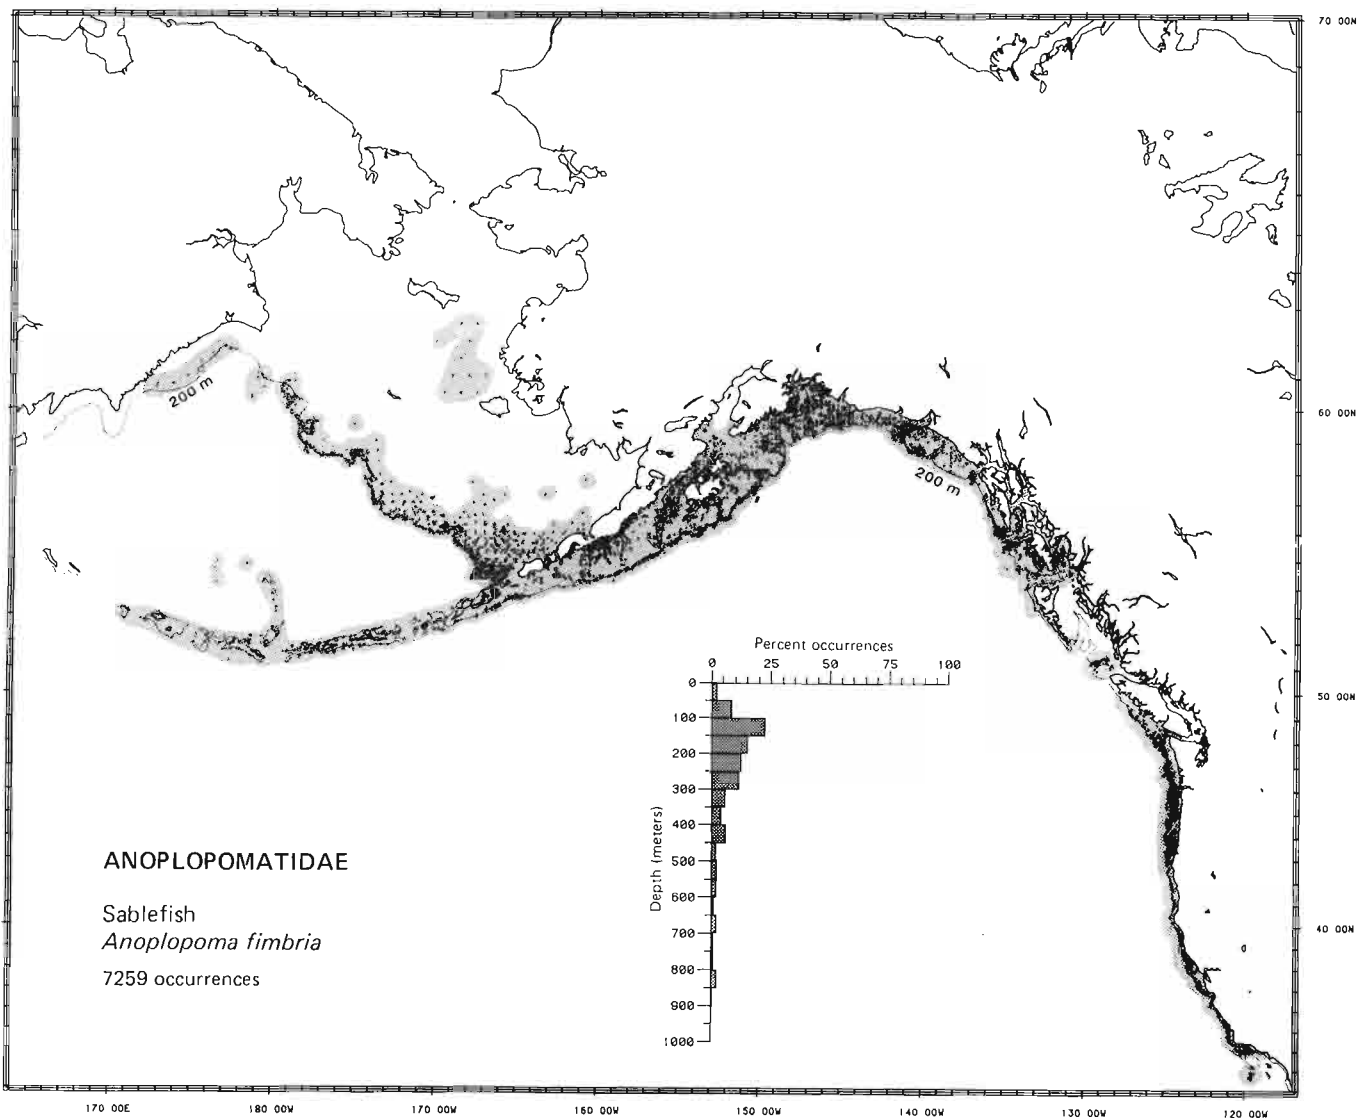 70 00N
200 m
60 00N
200 m
Percent occurrences
0 25 50 75 100
50 00N
Depth (meters)
0
100
200
300
400
500
600
700
800
900
1000
40 00N
ANOPLOPOMATIDAE
Sablefish
Anoplopoma fimbria
7259 occurrences
170 00E 180 00W 170 00W 160 00W 150 00W 140 00W 130 00W 120 00W